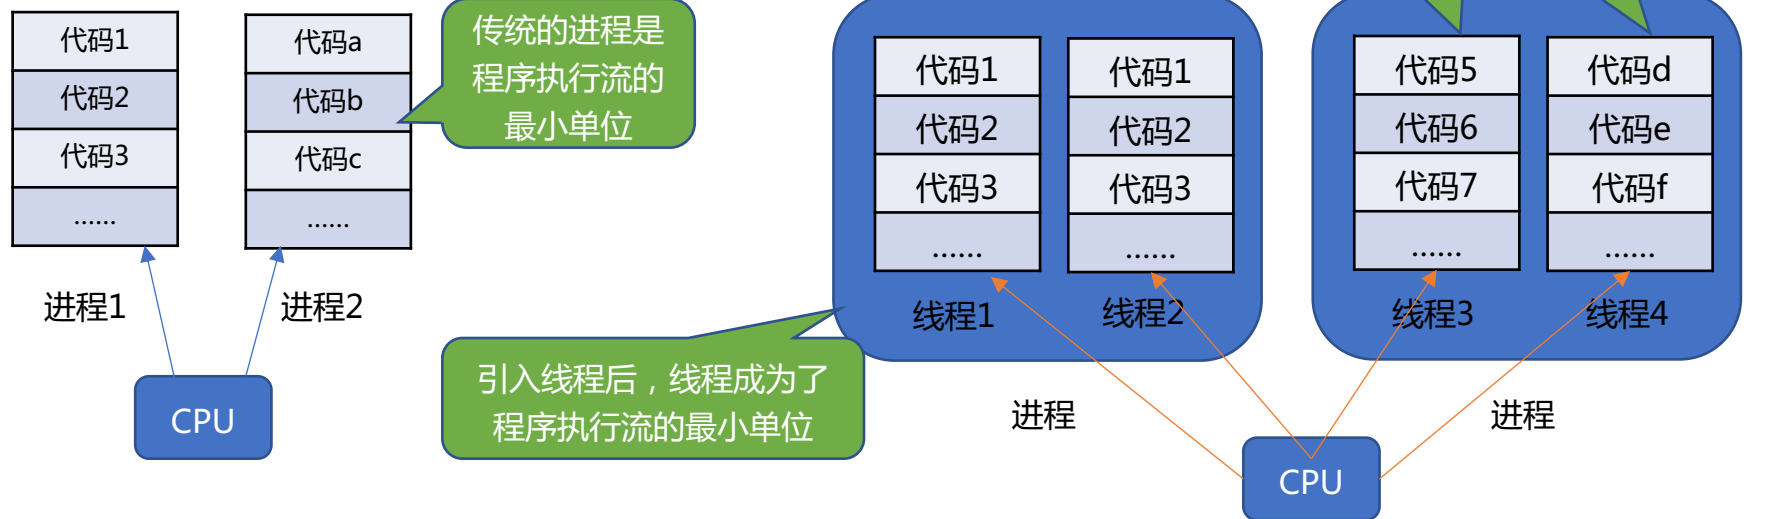 代码1
代码2
代码3
……
进程1
代码a
代码b
代码c
……
进程2
CPU
传统的进程是
程序执行流的
最小单位
引入线程后，线程成为了
程序执行流的最小单位
代码1
代码2
代码3
……
线程1
代码1
代码2
代码3
……
线程2
进程
代码5
代码6
代码7
……
线程3
代码d
代码e
代码f
……
线程4
进程
CPU